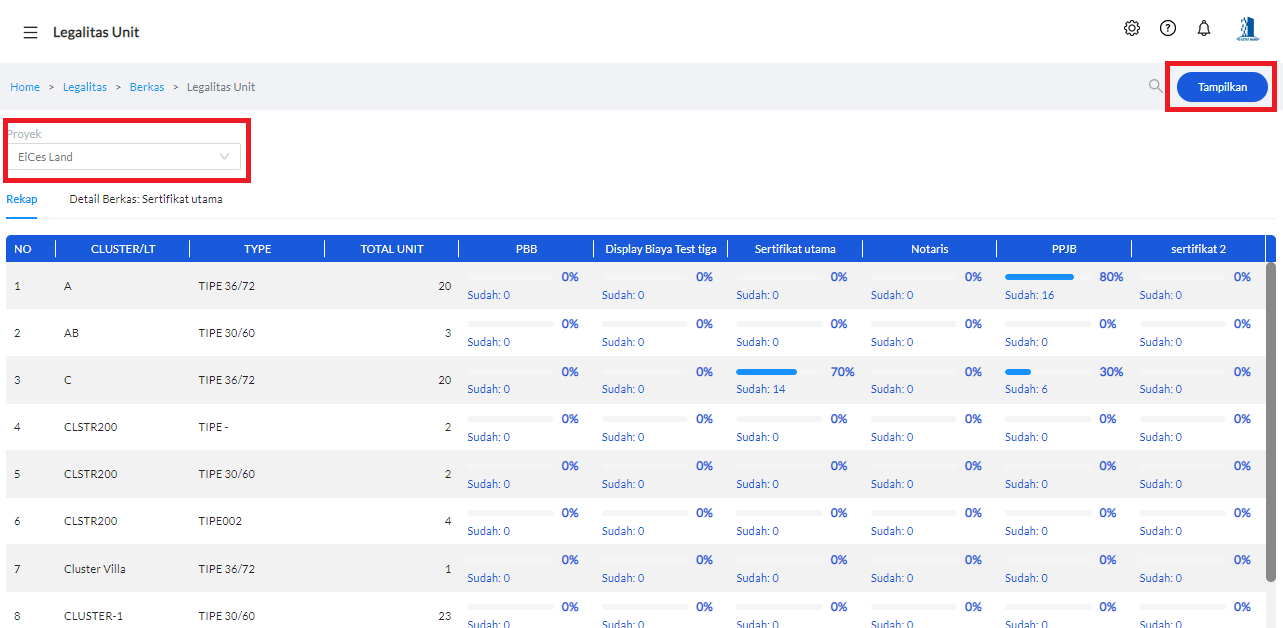 Legalitas Unit
Home > Legalitas > Berkas > Legalitas Unit
Tampilkan
Proyek
EiCes Land
Rekap Detail Berkas: Sertifikat utama
NO CLUSTER/LT TYPE TOTAL UNIT PBB Display Biaya Test tiga Sertifikat utama Notaris PPJB sertifikat 2
0% 0% 0% 0% 80% 0%
1 A TIPE 36/72 20
Sudah: 0 Sudah: 0 Sudah: 0 Sudah: 0 Sudah: 16 Sudah: 0
0% 0% 0% 0% 0% 0%
2 AB TIPE 30/60 3
Sudah: 0 Sudah: 0 Sudah: 0 Sudah: 0 Sudah: 0 Sudah: 0
0% 0% 70% 0% 30% 0%
3 C TIPE 36/72 20
Sudah: 0 Sudah: 0 Sudah: 14 Sudah: 0 Sudah: 6 Sudah: 0
0% 0% 0% 0% 0% 0%
4 CLSTR200 TIPE - 2
Sudah: 0 Sudah: 0 Sudah: 0 Sudah: 0 Sudah: 0 Sudah: 0
0% 0% 0% 0% 0% 0%
5 CLSTR200 TIPE 30/60 2
Sudah: 0 Sudah: 0 Sudah: 0 Sudah: 0 Sudah: 0 Sudah: 0
0% 0% 0% 0% 0% 0%
6 CLSTR200 TIPE002 4
Sudah: 0 Sudah: 0 Sudah: 0 Sudah: 0 Sudah: 0 Sudah: 0
0% 0% 0% 0% 0% 0%
7 Cluster Villa TIPE 36/72 1
Sudah: 0 Sudah: 0 Sudah: 0 Sudah: 0 Sudah: 0 Sudah: 0
0% 0% 0% 0% 0% 0%
8 CLUSTER-1 TIPE 30/60 23
Sudah: 0 Sudah: 0 Sudah: 0 Sudah: 0 Sudah: 0 Sudah: 0